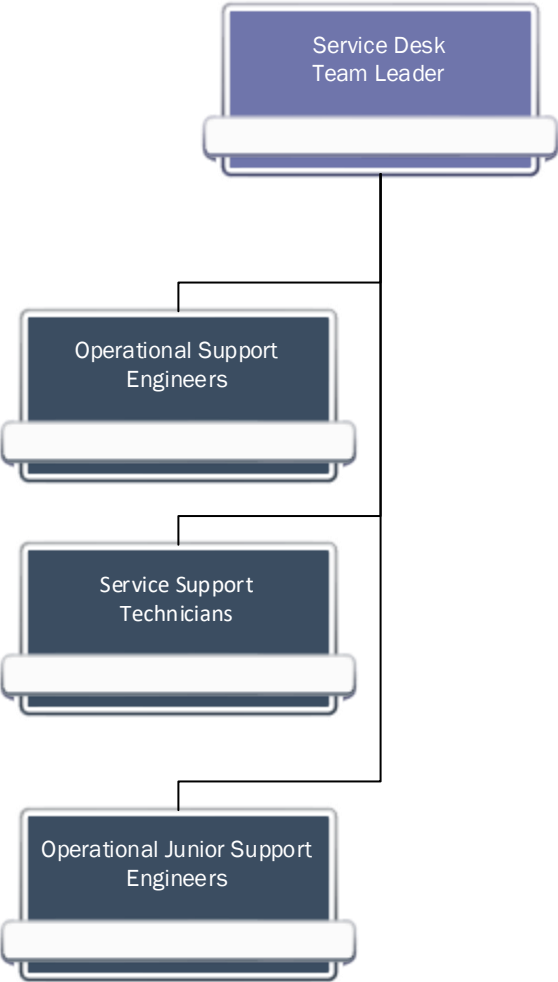 Service Desk
Team Leader
Operational Support
Engineers
Service Support
Technicians
Operational Junior Support
Engineers